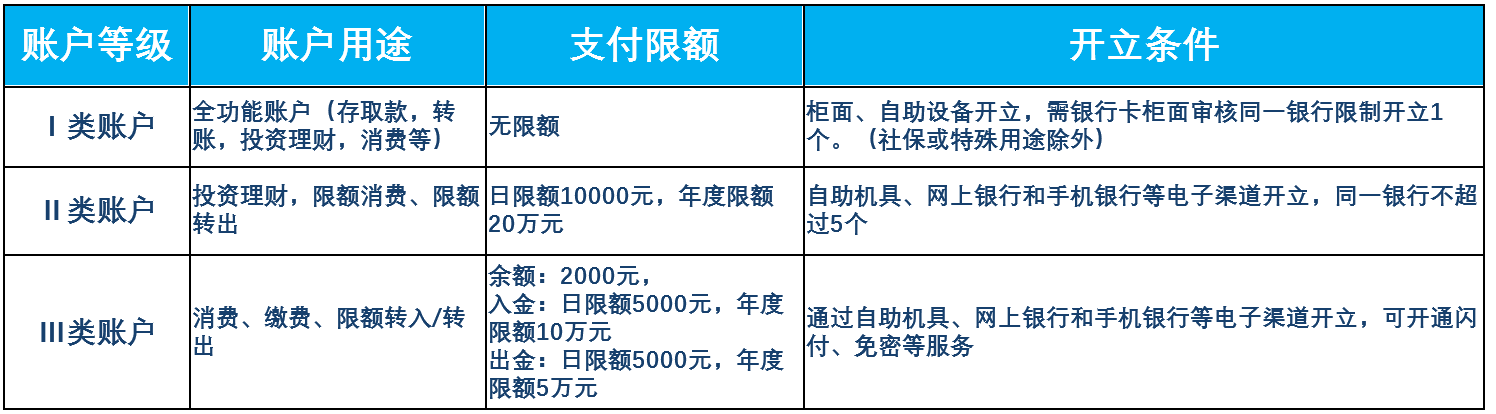 账户等级
账户用途
支付限额
开立条件
I 类账户
全功能账户（存取款，转
账，投资理财，消费等）
无限额
柜面、自助设备开立，需银行卡柜面审核同一银行限制开立1
个。（社保或特殊用途除外）
II 类账户
投资理财，限额消费、限额
转出
日限额10000元，年度限额
20万元
自助机具、网上银行和手机银行等电子渠道开立，同一银行不超
过5个
III类账户
消费、缴费、限额转入/转
出
余额：2000元，
入金：日限额5000元，年度
限额10万元
出金：日限额5000元，年度
限额5万元
通过自助机具、网上银行和手机银行等电子渠道开立，可开通闪
付、免密等服务